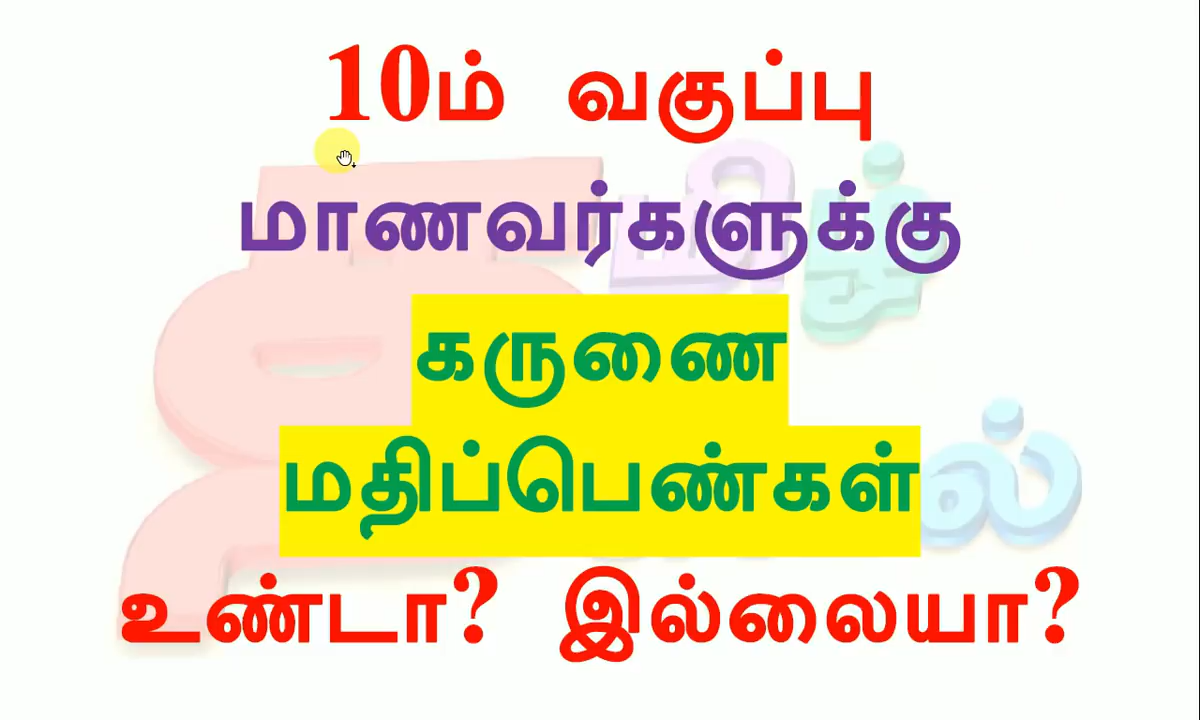 10ம் வகுப்பு
மாணவர்களுக்கு
கருணை
மதிப்பெண்கள்
உண்டா? இல்லையா?